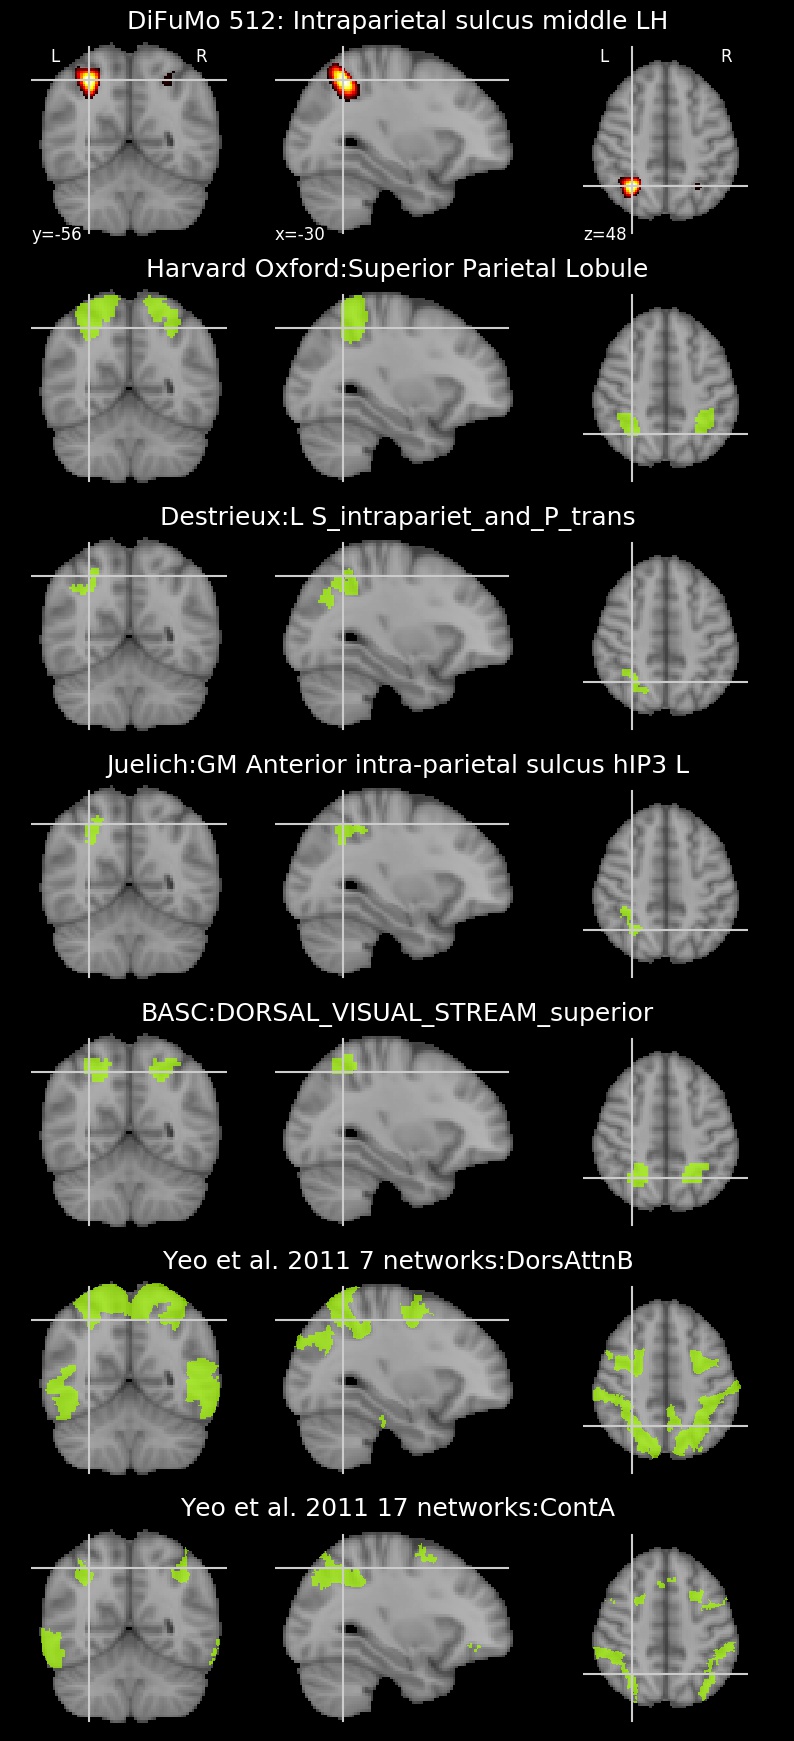 DiFuMo 512: Intraparietal sulcus middle LH
L R L R
y=-56 x=-30 z=48
Harvard Oxford:Superior Parietal Lobule
Destrieux:L S_intrapariet_and_P_trans
Juelich:GM Anterior intra-parietal sulcus hIP3 L
BASC:DORSAL_VISUAL_STREAM_superior
Yeo et al. 2011 7 networks:DorsAttnB
Yeo et al. 2011 17 networks:ContA